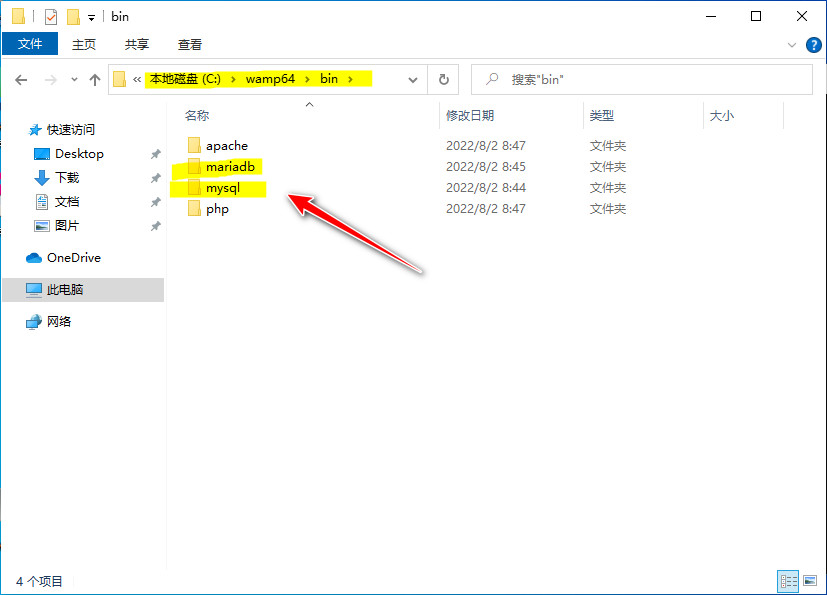 bin
文件 主页 共享 查看
« 本地磁盘 (C:) › wamp64 › bin ›
搜索"bin"
名称 修改日期 类型 大小
快速访问
Desktop
下载
文档
图片
OneDrive
此电脑
网络
apache 2022/8/2 8:47 文件夹
mariadb 2022/8/2 8:45 文件夹
mysql 2022/8/2 8:44 文件夹
php 2022/8/2 8:47 文件夹
4 个项目